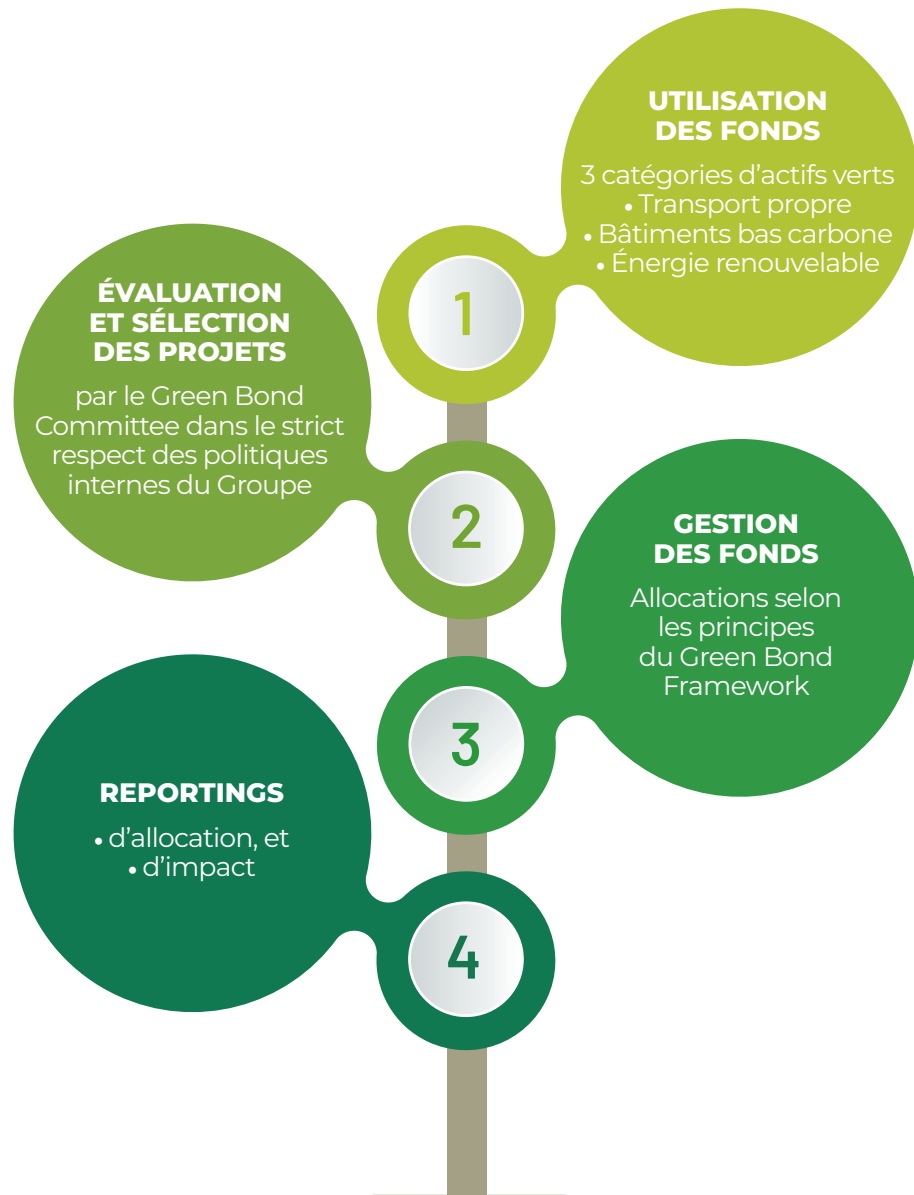 1
UTILISATION
DES FONDS
3 catégories d'actifs verts
• Transport propre
• Bâtiments bas carbone
• Énergie renouvelable
2
ÉVALUATION
ET SÉLECTION
DES PROJETS
par le Green Bond
Committee dans le strict
respect des politiques
internes du Groupe
3
GESTION
DES FONDS
Allocations selon
les principes
du Green Bond
Framework
4
REPORTINGS
• d'allocation, et
• d'impact